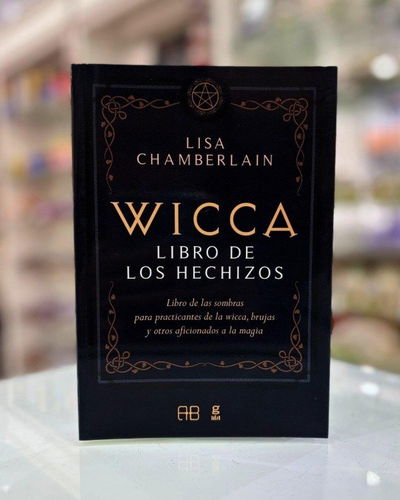 LISA
CHAMBERLAIN
WICCA
LIBRO DE
LOS HECHIZOS
Libro de las sombras
para practicantes de la wicca, brujas
y otros aficionados a la magia
AB
g